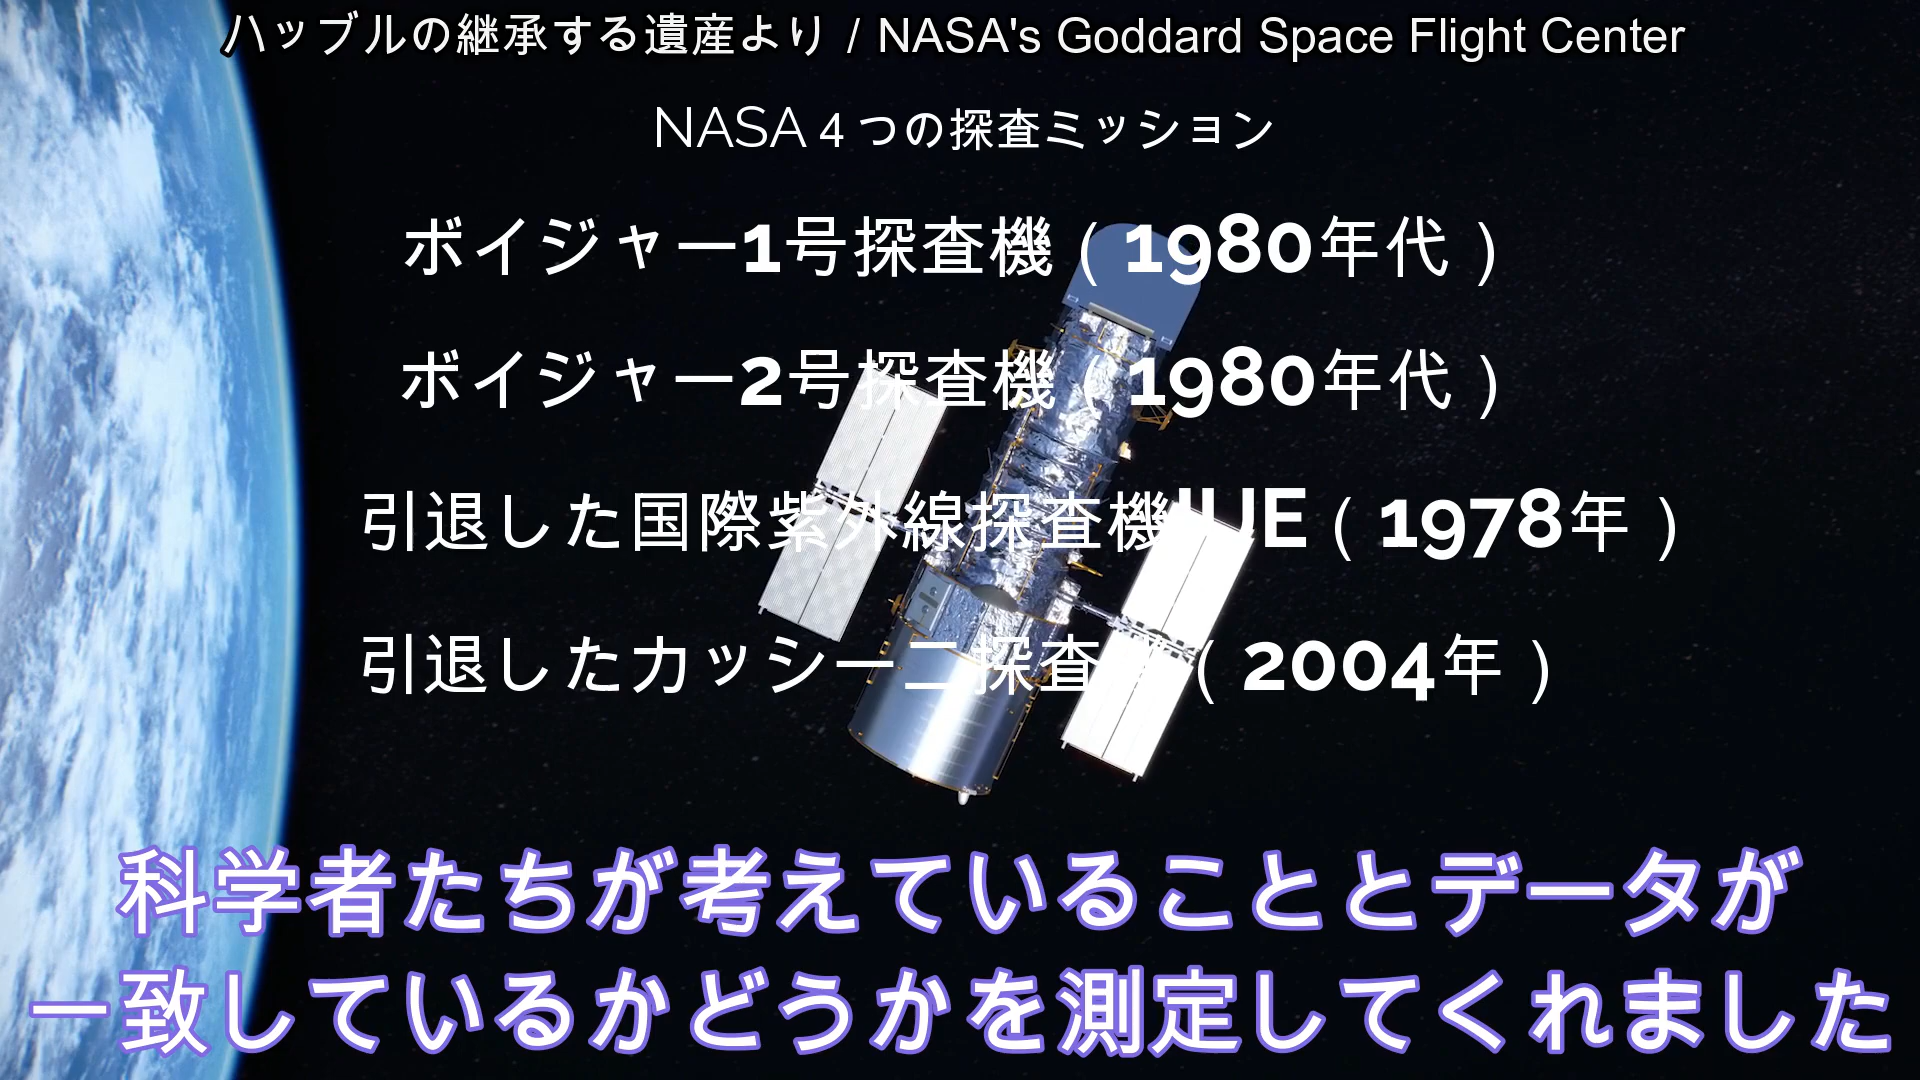 ハッブルの継承する遺産より / NASA's Goddard Space Flight Center
NASA４つの探査ミッション
ボイジャー1号探査機（1980年代）
ボイジャー2号探査機（1980年代）
引退した国際紫外線探査機IUE（1978年）
引退したカッシーニ探査機（2004年）
科学者たちが考えていることとデータが
一致しているかどうかを測定してくれました